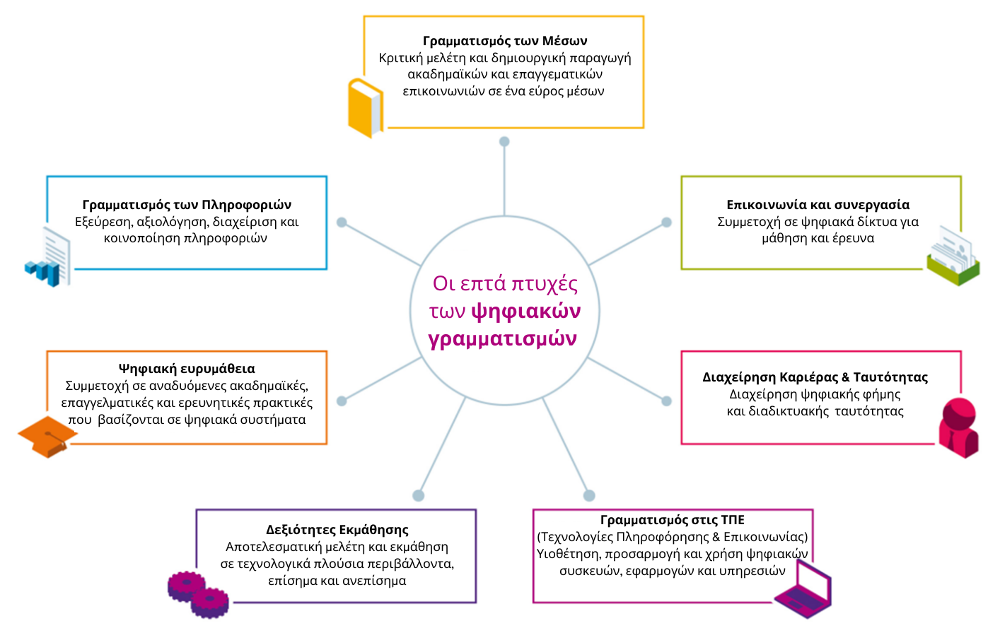 Γραμματισμός των Μέσων
Κριτική μελέτη και δημιουργική παραγωγή
ακαδημαϊκών και επαγγεματικών
επικοινωνιών σε ένα εύρος μέσων
Γραμματισμός των Πληροφοριών
Εξεύρεση, αξιολόγηση, διαχείριση και
κοινοποίηση πληροφοριών
Επικοινωνία και συνεργασία
Συμμετοχή σε ψηφιακά δίκτυα για
μάθηση και έρευνα
Οι επτά πτυχές
των ψηφιακών
γραμματισμών
Ψηφιακή ευρυμάθεια
Συμμετοχή σε αναδυόμενες ακαδημαϊκές,
επαγγελματικές και ερευνητικές πρακτικές
που βασίζονται σε ψηφιακά συστήματα
Διαχείρηση Καριέρας & Ταυτότητας
Διαχείρηση ψηφιακής φήμης
και διαδικτυακής ταυτότητας
Δεξιότητες Εκμάθησης
Αποτελεσματική μελέτη και εκμάθηση
σε τεχνολογικά πλούσια περιβάλλοντα,
επίσημα και ανεπίσημα
Γραμματισμός στις ΤΠΕ
(Τεχνολογίες Πληροφόρησης & Επικοινωνίας)
Υιοθέτηση, προσαρμογή και χρήση ψηφιακών
συσκευών, εφαρμογών και υπηρεσιών